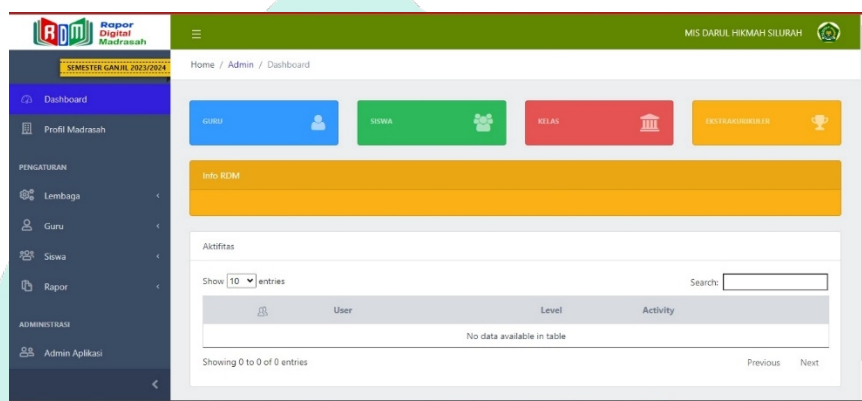 RDM Rapor
Digital
Madrasah
MIS DARUL HIKMAH SILURAH
SEMESTER GANJIL 2023/2024
Home / Admin / Dashboard
Dashboard
Profil Madrasah
PENGATURAN
Lembaga
Guru
Siswa
Rapor
ADMINISTRASI
Admin Aplikasi
GURU
SISWA
KELAS
EKSTRAKURIKULER
Info RDM
Aktifitas
Show 10 entries
Search:
User Level Activity
No data available in table
Showing 0 to 0 of 0 entries
Previous Next